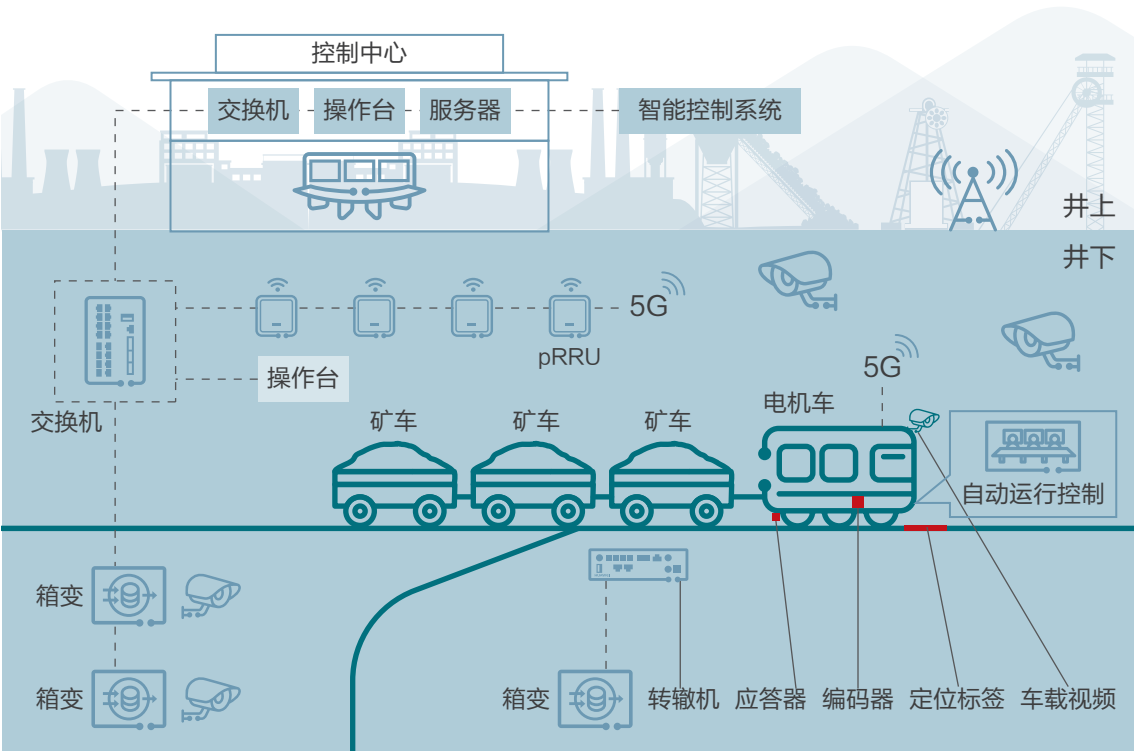 控制中心
交换机
操作台
服务器
智能控制系统
井上
井下
5G
pRRU
操作台
交换机
5G
电机车
矿车
矿车
矿车
自动运行控制
箱变
箱变
箱变
转辙机
应答器
编码器
定位标签
车载视频